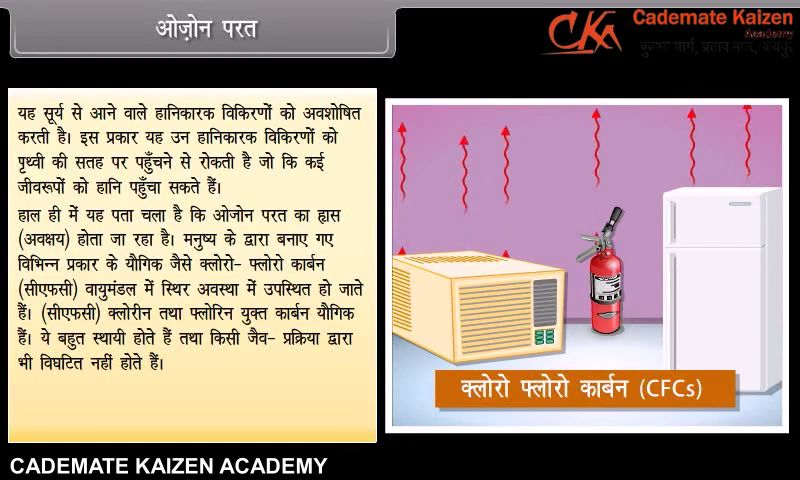 ओज़ोन परत
Cademate Kaizen
Academy
CKA
कुम्भा मार्ग, प्रताप नगर, जयपुर
यह सूर्य से आने वाले हानिकारक विकिरणों को अवशोषित
करती है। इस प्रकार यह उन हानिकारक विकिरणों को
पृथ्वी की सतह पर पहुँचने से रोकती है जो कि कई
जीवरूपों को हानि पहुँचा सकते हैं।
हाल ही में यह पता चला है कि ओजोन परत का ह्रास
(अवक्षय) होता जा रहा है। मनुष्य के द्वारा बनाए गए
विभिन्न प्रकार के यौगिक जैसे क्लोरो- फ्लोरो कार्बन
(सीएफसी) वायुमंडल में स्थिर अवस्था में उपस्थित हो जाते
हैं। (सीएफसी) क्लोरीन तथा फ्लोरिन युक्त कार्बन यौगिक
हैं। ये बहुत स्थायी होते हैं तथा किसी जैव- प्रक्रिया द्वारा
भी विघटित नहीं होते हैं।
क्लोरो फ्लोरो कार्बन (CFCs)
CADEMATE KAIZEN ACADEMY